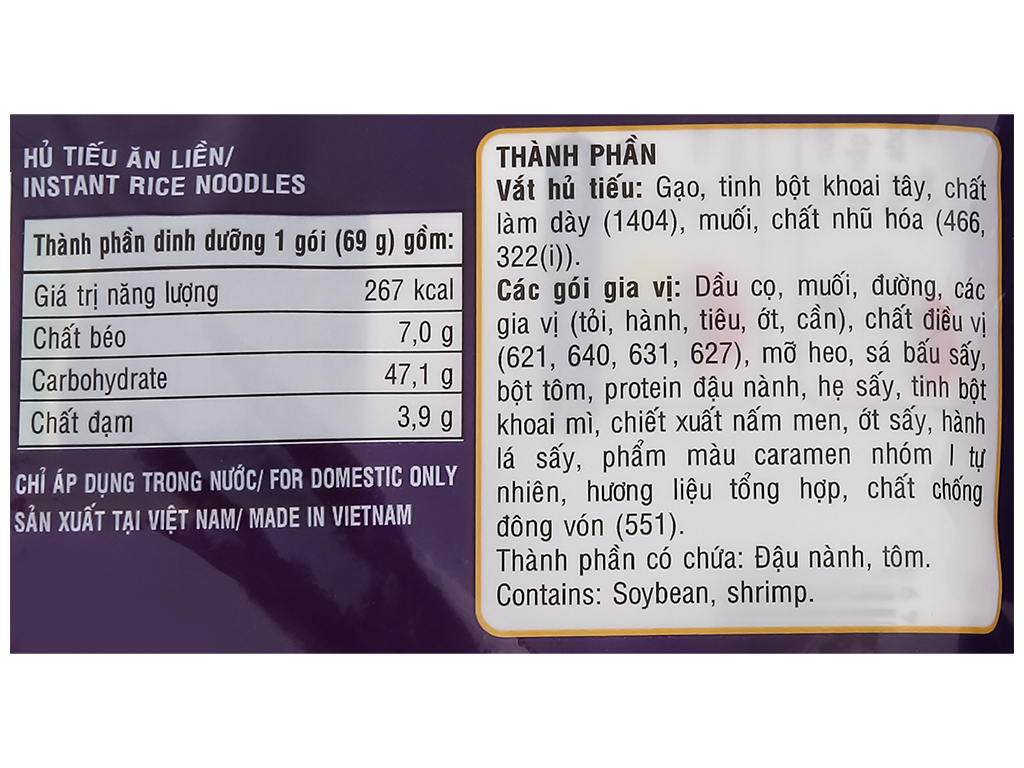 HỦ TIẾU ĂN LIỀN/
INSTANT RICE NOODLES
Thành phần dinh dưỡng 1 gói (69 g) gồm:
Giá trị năng lượng 267 kcal
Chất béo 7,0 g
Carbohydrate 47,1 g
Chất đạm 3,9 g
CHỈ ÁP DỤNG TRONG NƯỚC/ FOR DOMESTIC ONLY
SẢN XUẤT TẠI VIỆT NAM/ MADE IN VIETNAM
THÀNH PHẦN
Vắt hủ tiếu: Gạo, tinh bột khoai tây, chất
làm dày (1404), muối, chất nhũ hóa (466,
322(i)).
Các gói gia vị: Dầu cọ, muối, đường, các
gia vị (tỏi, hành, tiêu, ớt, cần), chất điều vị
(621, 640, 631, 627), mỡ heo, sá bấu sấy,
bột tôm, protein đậu nành, hẹ sấy, tinh bột
khoai mì, chiết xuất nấm men, ớt sấy, hành
lá sấy, phẩm màu caramen nhóm I tự
nhiên, hương liệu tổng hợp, chất chống
đông vón (551).
Thành phần có chứa: Đậu nành, tôm.
Contains: Soybean, shrimp.